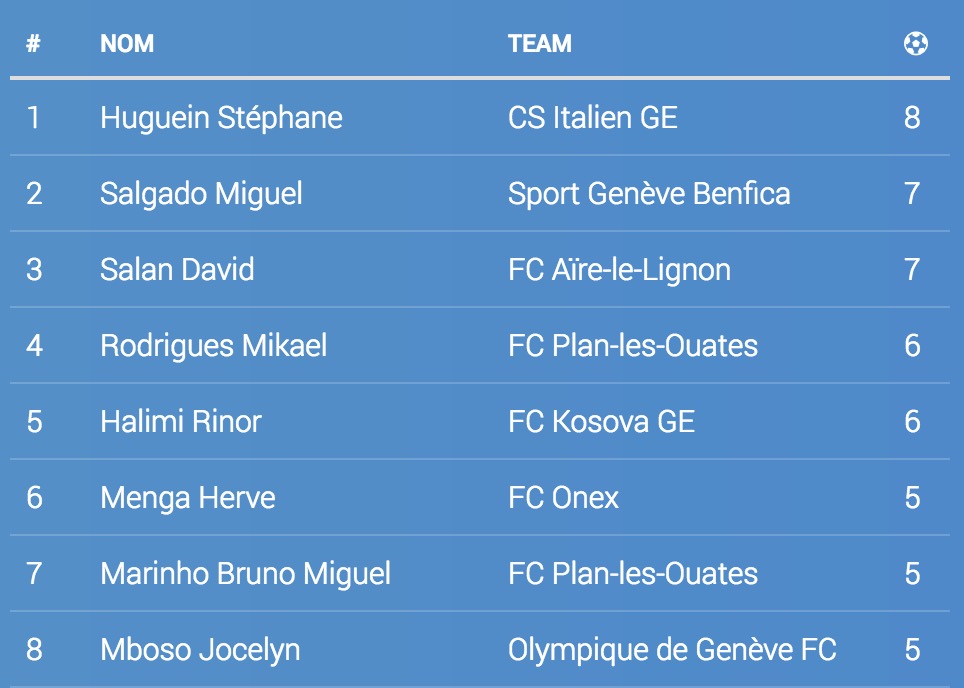 # NOM TEAM
1 Huguein Stéphane CS Italien GE 8
2 Salgado Miguel Sport Genève Benfica 7
3 Salan David FC Aïre-le-Lignon 7
4 Rodrigues Mikael FC Plan-les-Ouates 6
5 Halimi Rinor FC Kosova GE 6
6 Menga Herve FC Onex 5
7 Marinho Bruno Miguel FC Plan-les-Ouates 5
8 Mboso Jocelyn Olympique de Genève FC 5